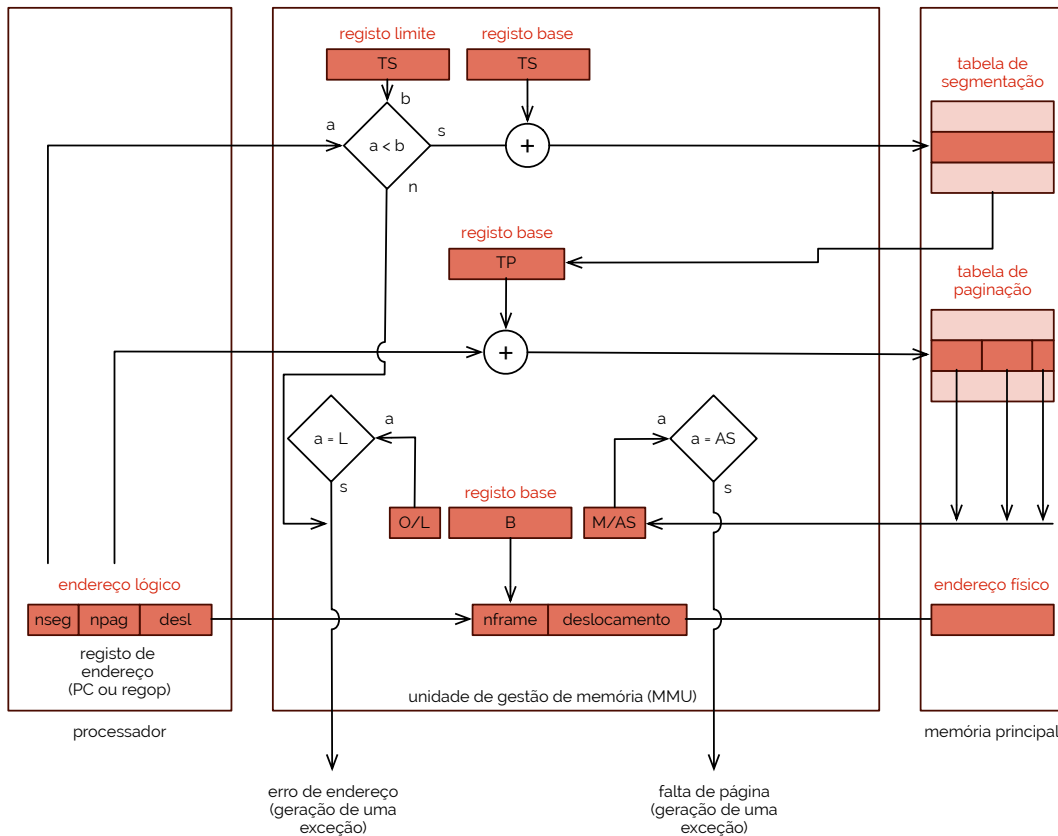 registo limite
registo base
TS
TS
tabela de
segmentação
b
a
s
a < b
+
n
registo base
TP
tabela de
paginação
+
a
a
a = L
a = AS
s
s
registo base
O/L
B
M/AS
endereço lógico
endereço físico
nseg
npag
desl
nframe
deslocamento
registo de
endereço
(PC ou regop)
unidade de gestão de memória (MMU)
processador
memória principal
erro de endereço
(geração de uma
exceção)
falta de página
(geração de uma
exceção)